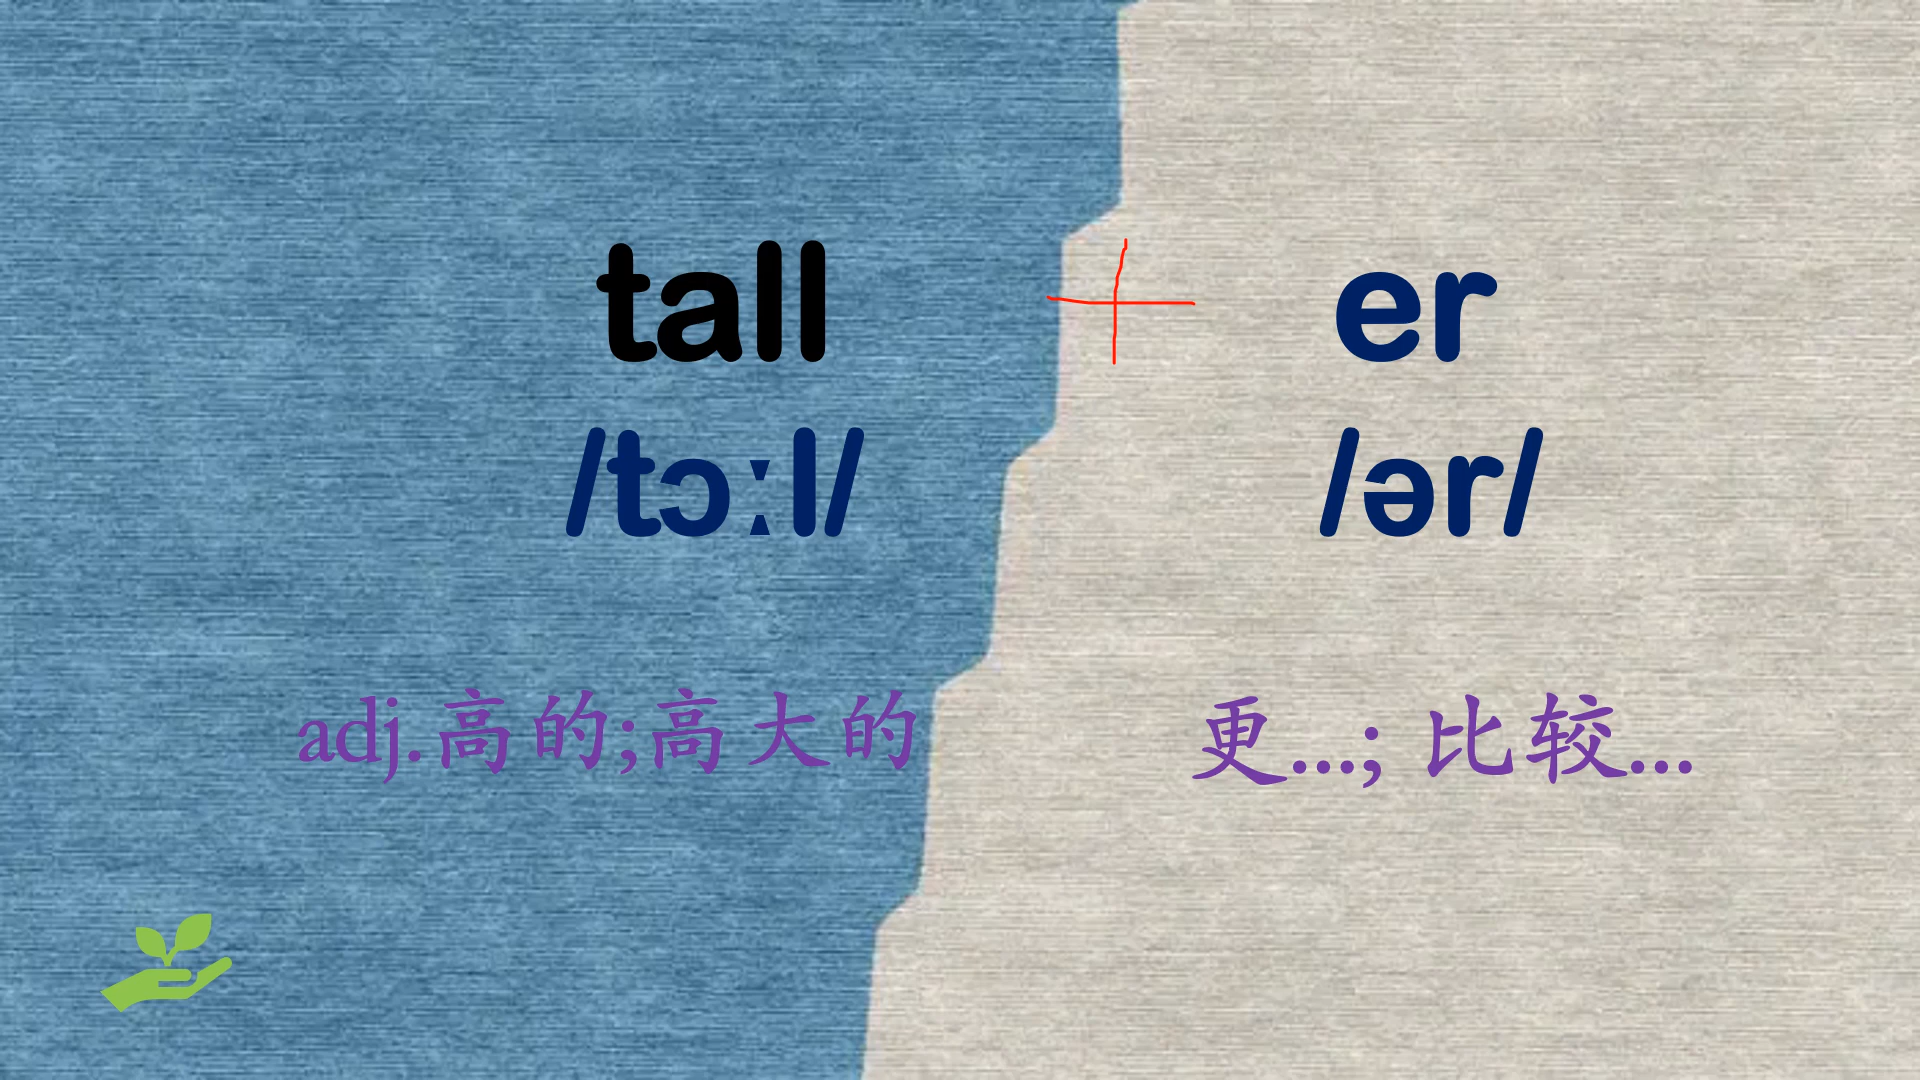 tall + er
/tɔːl/ /ər/
adj.高的;高大的 更...; 比较...